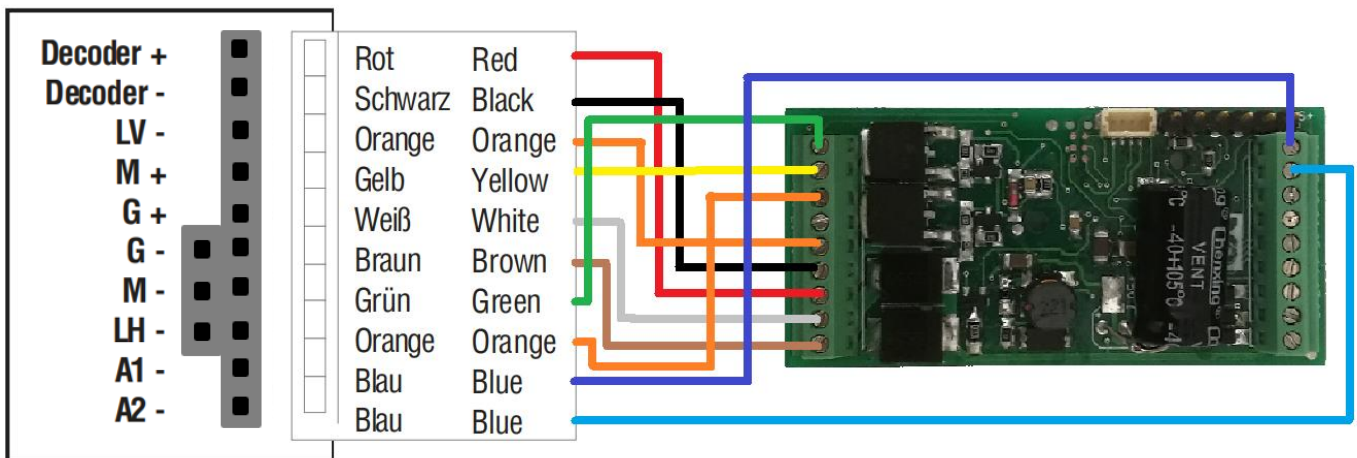 Decoder +
Decoder -
LV -
M +
G +
G -
M -
LH -
A1 -
A2 -
Rot Red
Schwarz Black
Orange Orange
Gelb Yellow
Weiß White
Braun Brown
Grün Green
Orange Orange
Blau Blue
Blau Blue
VENT